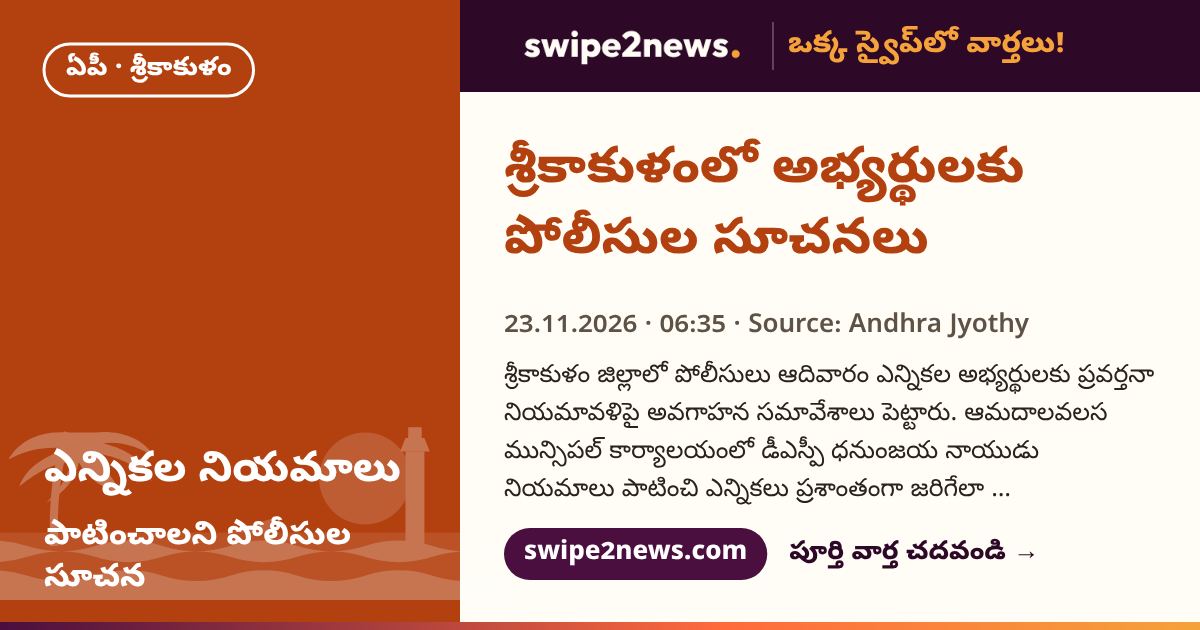 ఏపీ · శ్రీకాకుళం
ఎన్నికల నియమాలు
పాటించాలని పోలీసుల
సూచన
swipe2news.
ఒక్క స్వైప్‌లో వార్తలు!
శ్రీకాకుళంలో అభ్యర్థులకు
పోలీసుల సూచనలు
23.11.2026 · 06:35 · Source: Andhra Jyothy
శ్రీకాకుళం జిల్లాలో పోలీసులు ఆదివారం ఎన్నికల అభ్యర్థులకు ప్రవర్తనా
నియమావళిపై అవగాహన సమావేశాలు పెట్టారు. ఆమదాలవలస
మున్సిపల్ కార్యాలయంలో డీఎస్పీ ధనుంజయ నాయుడు
నియమాలు పాటించి ఎన్నికలు ప్రశాంతంగా జరిగేలా ...
swipe2news.com
పూర్తి వార్త చదవండి →